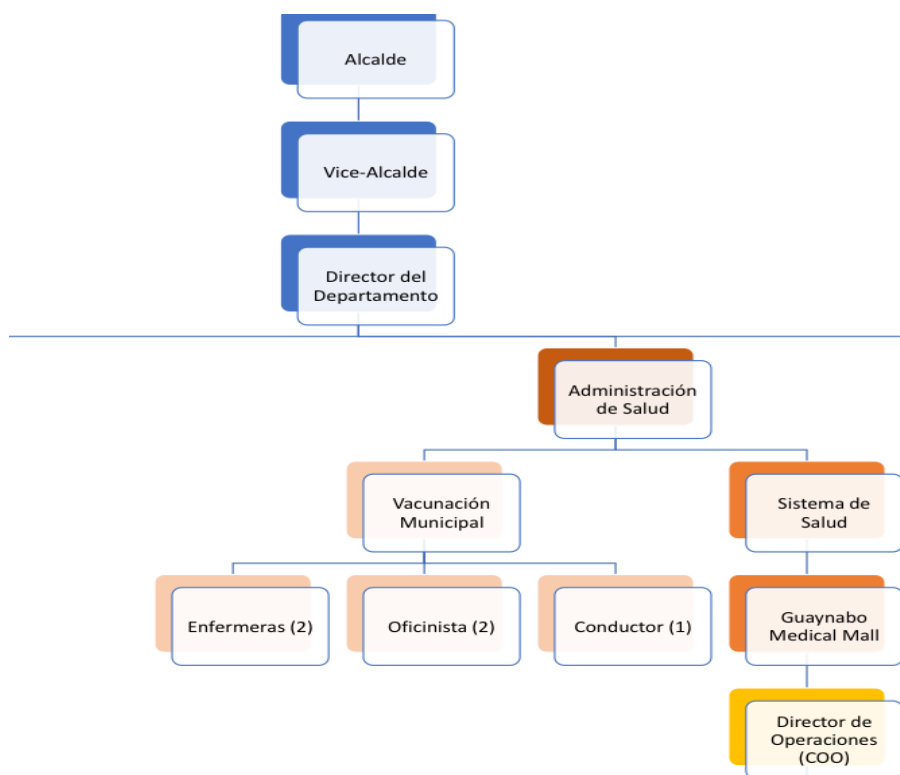 Alcalde
Vice-Alcalde
Director del
Departamento
Administración
de Salud
Vacunación
Municipal
Sistema de
Salud
Enfermeras (2)
Oficinista (2)
Conductor (1)
Guaynabo
Medical Mall
Director de
Operaciones
(COO)